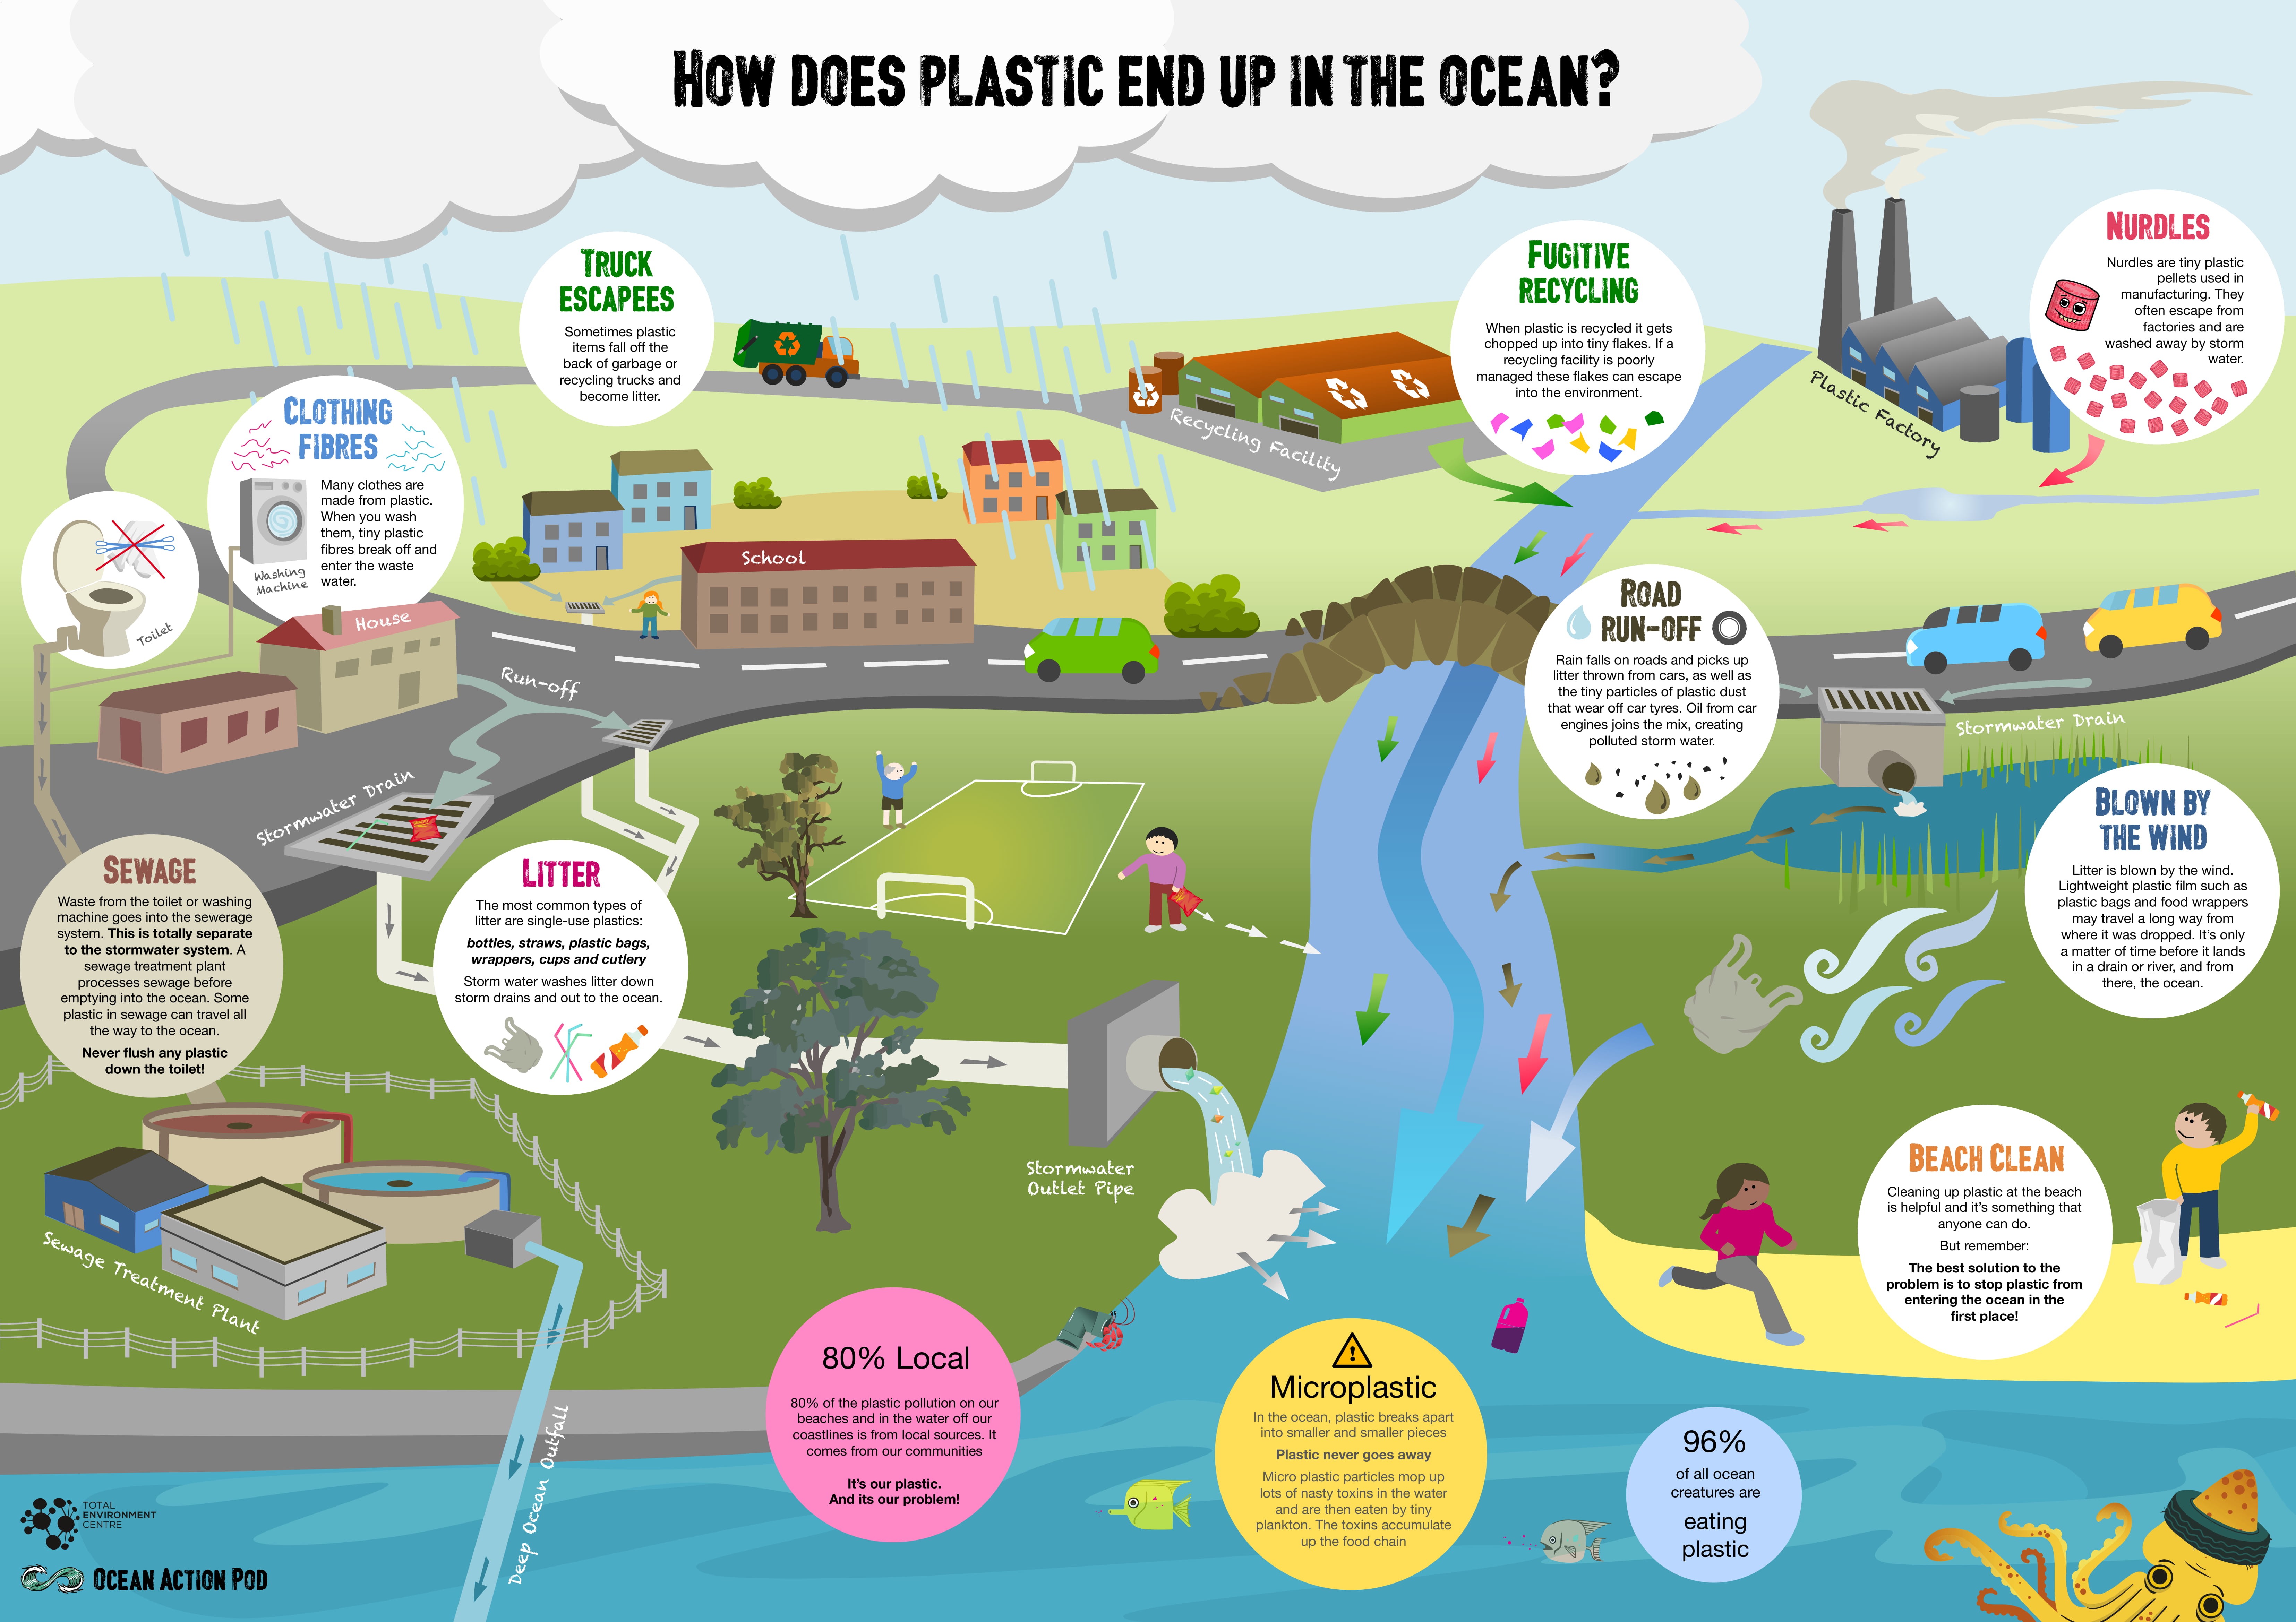 HOW DOES PLASTIC END UP IN THE OCEAN?
TRUCK
ESCAPEES
Sometimes plastic
items fall off the
back of garbage or
recycling trucks and
become litter.
FUGITIVE
RECYCLING
When plastic is recycled it gets
chopped up into tiny flakes. If a
recycling facility is poorly
managed these flakes can escape
into the environment.
NURDLES
Nurdles are tiny plastic
pellets used in
manufacturing. They
often escape from
factories and are
washed away by storm
water.
Plastic Factory
Recycling Facility
CLOTHING
FIBRES
Many clothes are
made from plastic.
When you wash
them, tiny plastic
fibres break off and
enter the waste
water.
Washing
Machine
Toilet
House
School
Run-off
ROAD
RUN-OFF
Rain falls on roads and picks up
litter thrown from cars, as well as
the tiny particles of plastic dust
that wear off car tyres. Oil from car
engines joins the mix, creating
polluted storm water.
Stormwater Drain
Stormwater Drain
BLOWN BY
THE WIND
Litter is blown by the wind.
Lightweight plastic film such as
plastic bags and food wrappers
may travel a long way from
where it was dropped. It's only
a matter of time before it lands
in a drain or river, and from
there, the ocean.
SEWAGE
Waste from the toilet or washing
machine goes into the sewerage
system. This is totally separate
to the stormwater system. A
sewage treatment plant
processes sewage before
emptying into the ocean. Some
plastic in sewage can travel all
the way to the ocean.
Never flush any plastic
down the toilet!
LITTER
The most common types of
litter are single-use plastics:
bottles, straws, plastic bags,
wrappers, cups and cutlery
Storm water washes litter down
storm drains and out to the ocean.
Stormwater
Outlet Pipe
BEACH CLEAN
Cleaning up plastic at the beach
is helpful and it's something that
anyone can do.
But remember:
The best solution to the
problem is to stop plastic from
entering the ocean in the
first place!
Sewage Treatment Plant
Deep Ocean Outfall
80% Local
80% of the plastic pollution on our
beaches and in the water off our
coastlines is from local sources. It
comes from our communities
It's our plastic.
And its our problem!
Microplastic
In the ocean, plastic breaks apart
into smaller and smaller pieces
Plastic never goes away
Micro plastic particles mop up
lots of nasty toxins in the water
and are then eaten by tiny
plankton. The toxins accumulate
up the food chain
96%
of all ocean
creatures are
eating
plastic
TOTAL
ENVIRONMENT
CENTRE
OCEAN ACTION POD